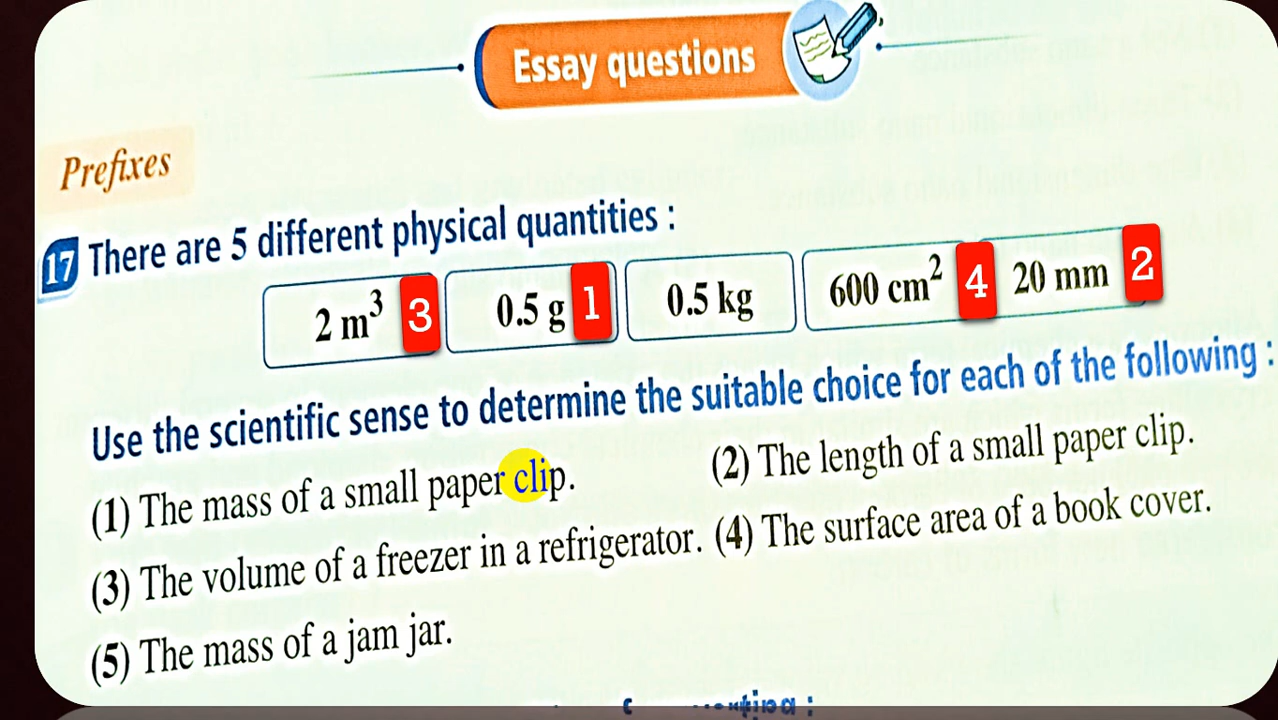 Essay questions
Prefixes
17 There are 5 different physical quantities :
2 m³ 3 0.5 g 1 0.5 kg 600 cm² 4 20 mm 2
Use the scientific sense to determine the suitable choice for each of the following :
(1) The mass of a small paper clip. (2) The length of a small paper clip.
(3) The volume of a freezer in a refrigerator. (4) The surface area of a book cover.
(5) The mass of a jam jar.